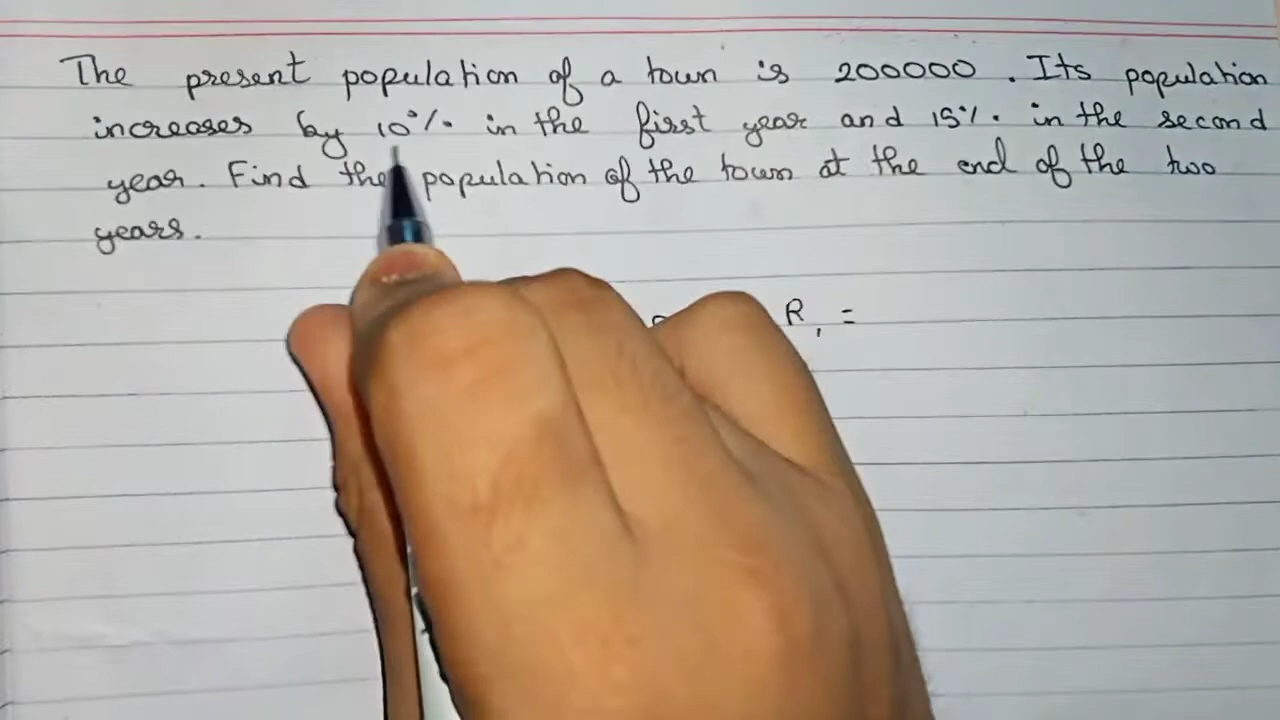 The present population of a town is 200000. Its population
increases by 10% in the first year and 15%. in the second
year. Find the population of the town at the end of the two
years.
R₁ =